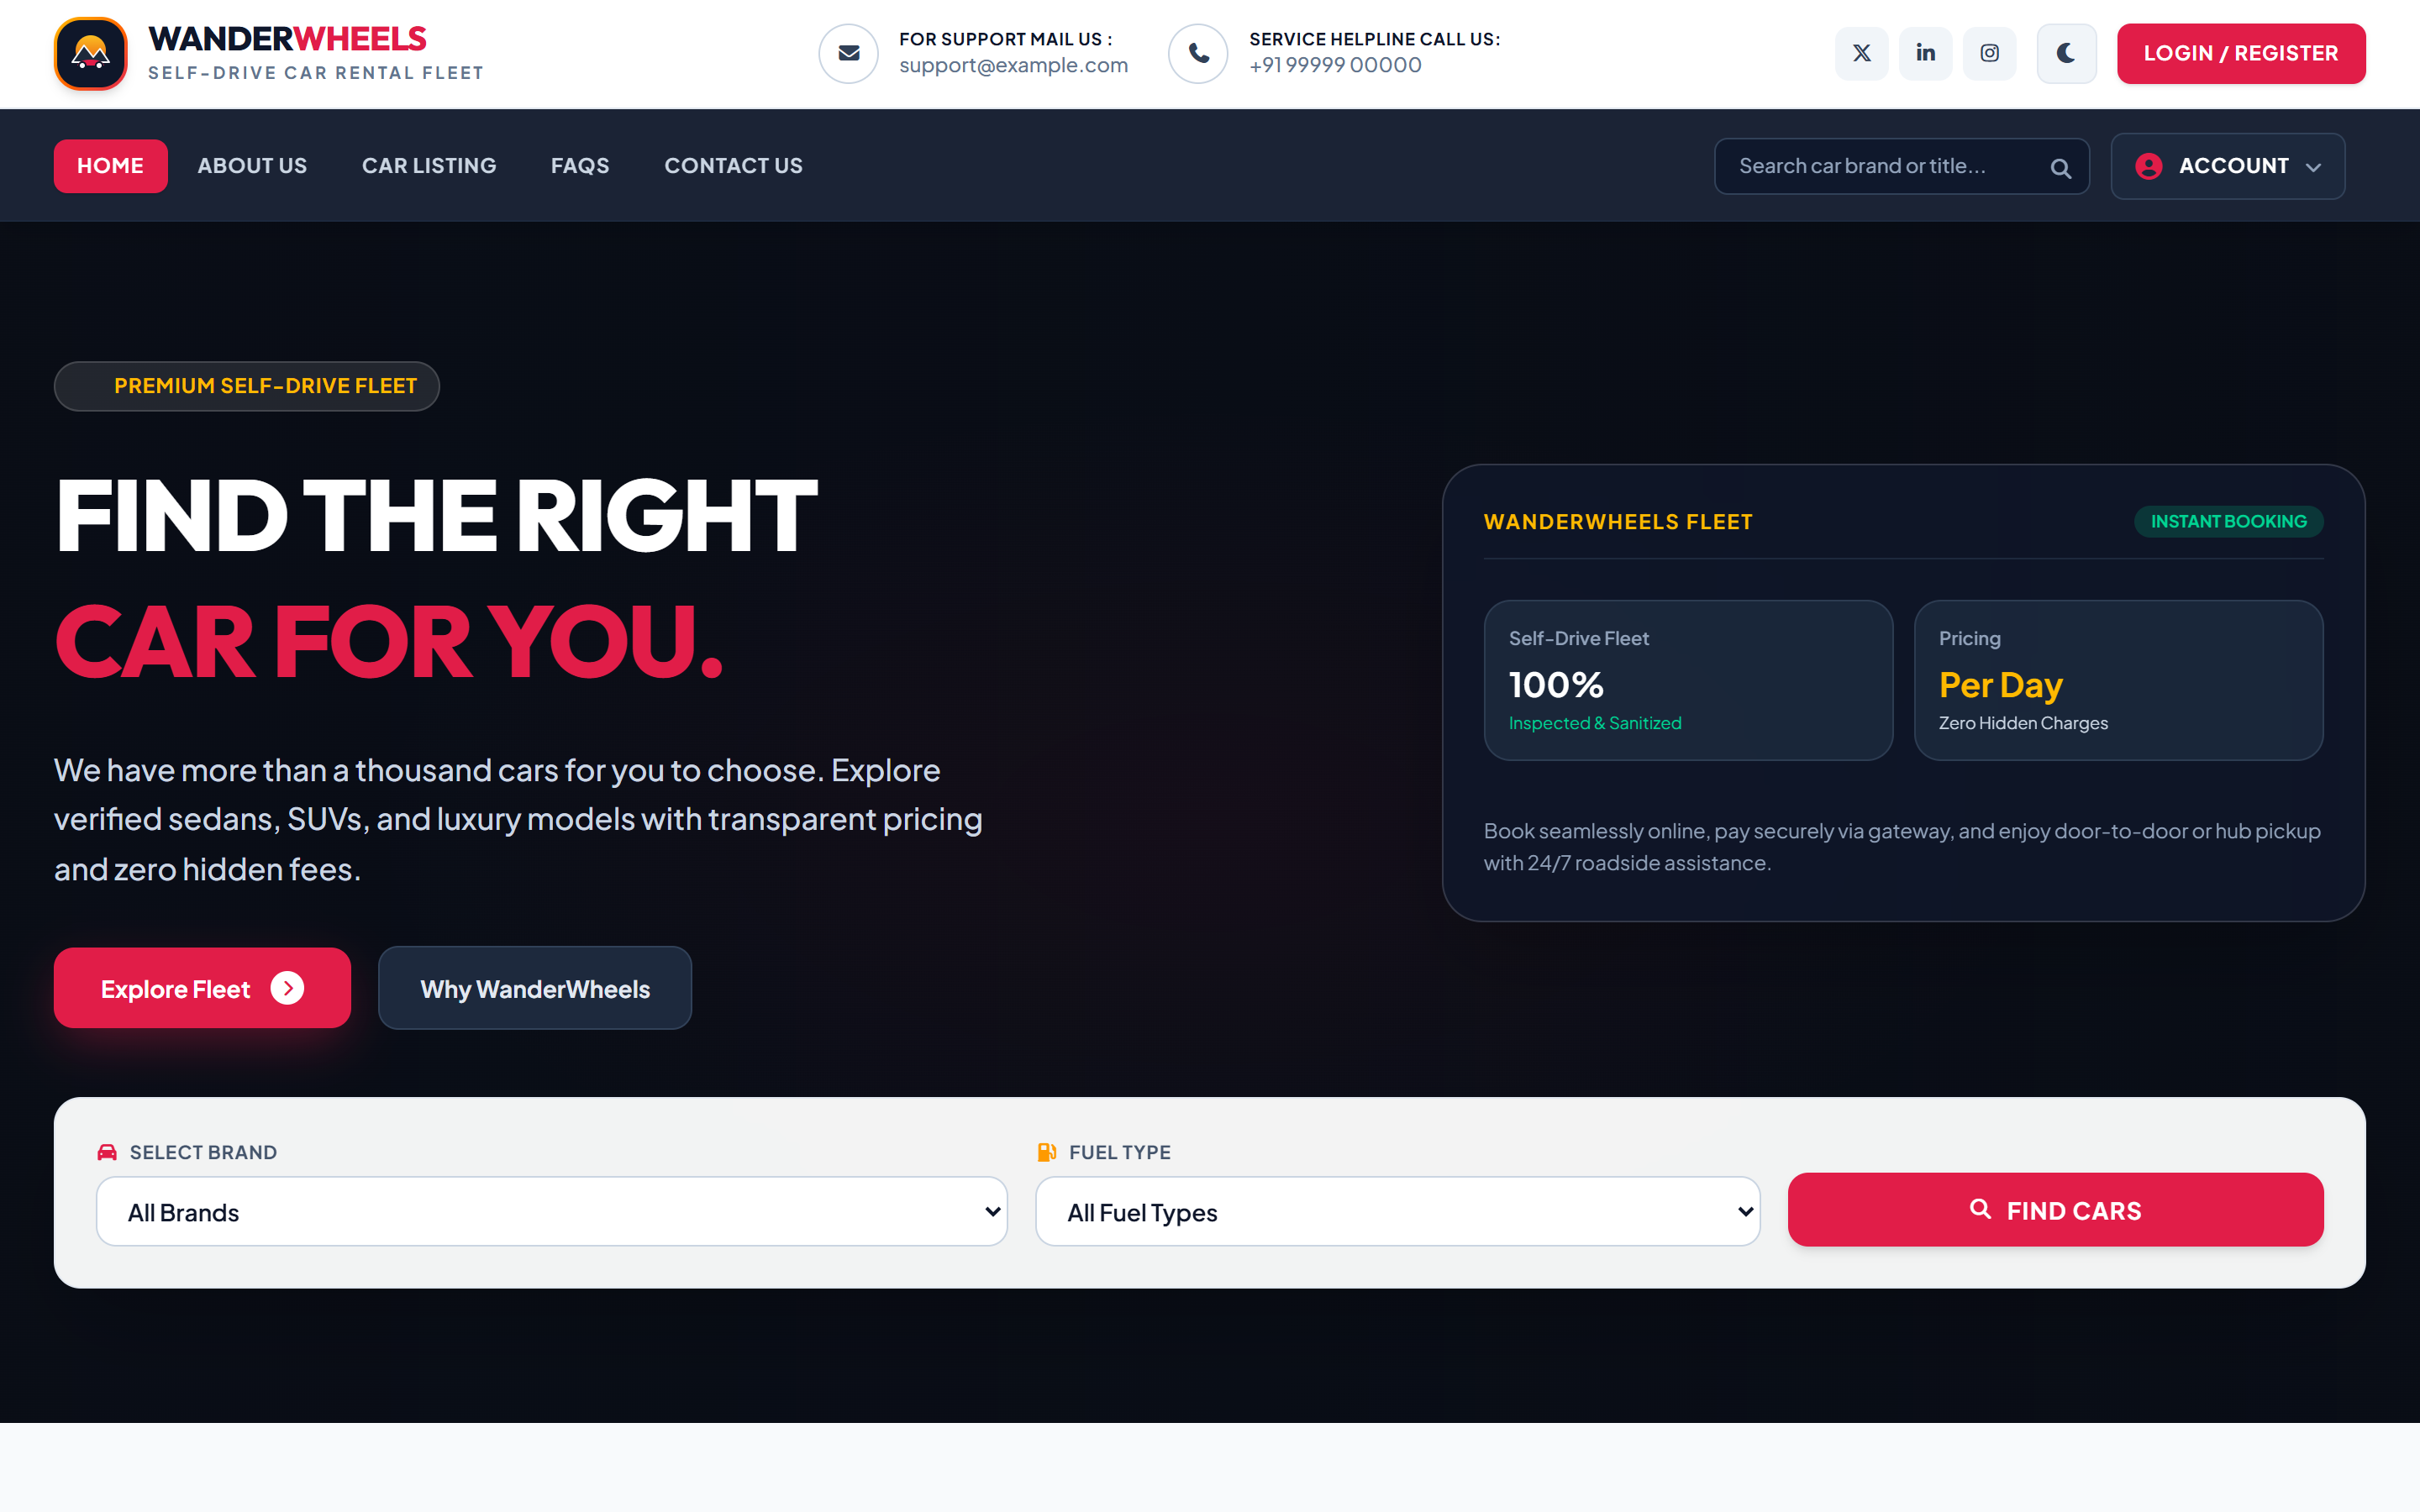 WANDERWHEELS
SELF-DRIVE CAR RENTAL FLEET
FOR SUPPORT MAIL US :
support@example.com
SERVICE HELPLINE CALL US:
+91 99999 00000
LOGIN / REGISTER
HOME
ABOUT US
CAR LISTING
FAQS
CONTACT US
Search car brand or title...
ACCOUNT
PREMIUM SELF-DRIVE FLEET
FIND THE RIGHT
CAR FOR YOU.
We have more than a thousand cars for you to choose. Explore
verified sedans, SUVs, and luxury models with transparent pricing
and zero hidden fees.
Explore Fleet
Why WanderWheels
WANDERWHEELS FLEET
INSTANT BOOKING
Self-Drive Fleet
100%
Inspected & Sanitized
Pricing
Per Day
Zero Hidden Charges
Book seamlessly online, pay securely via gateway, and enjoy door-to-door or hub pickup
with 24/7 roadside assistance.
SELECT BRAND
All Brands
FUEL TYPE
All Fuel Types
FIND CARS